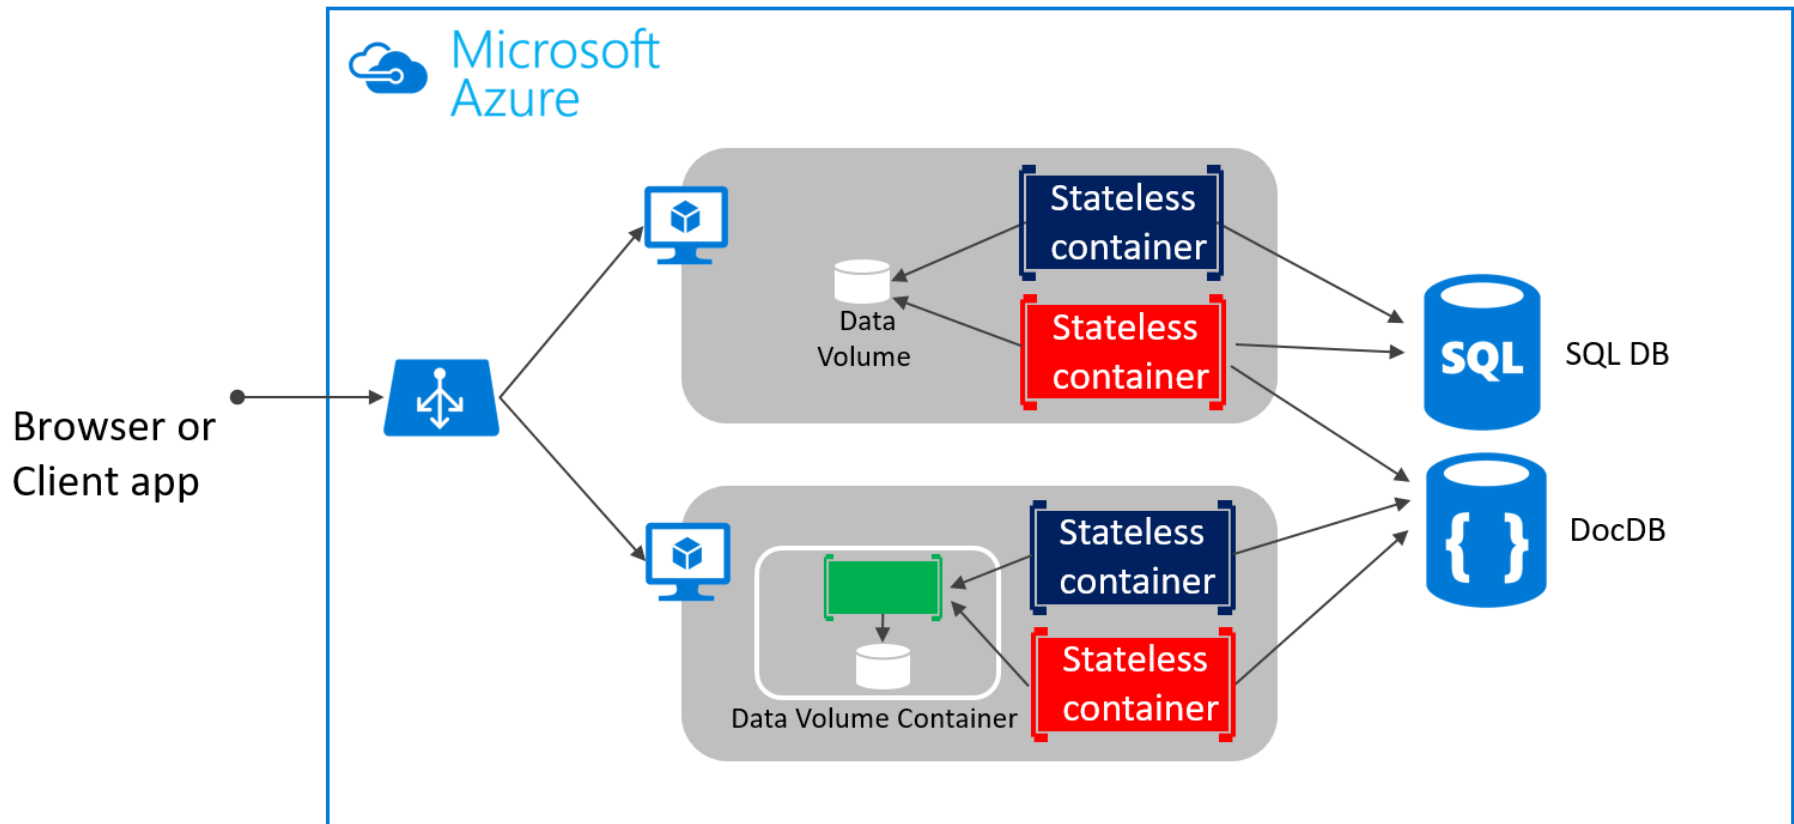 Microsoft
Azure
Stateless
container
Data
Volume
Stateless
container
SQL
SQL DB
Browser or
Client app
Stateless
container
{ }
DocDB
Stateless
container
Data Volume Container